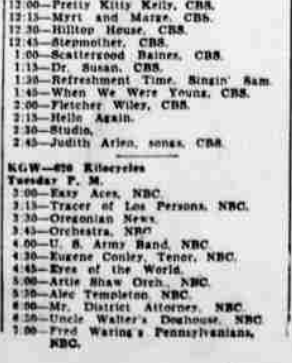 12:00—Pretty Kitty Kelly, CBS.
12:15—Myrt and Marge, CBS.
12:30—Hilltop House, CBS.
12:45—Stepmother, CBS.
1:00—Scattergood Baines, CBS.
1:15—Dr. Susan, CBS.
1:30—Refreshment Time, Singin' Sam.
1:45—When We Were Young, CBS.
2:00—Fletcher Wiley, CBS.
2:15—Hello Again.
2:30—Studio.
2:45—Judith Arlen, songs, CBS.
KGW—620 Kilocycles
Tuesday P. M.
3:00—Easy Aces, NBC.
3:15—Tracer of Los Persons, NBC.
3:30—Oregonian News.
3:45—Orchestra, NBC.
4:00—U. S. Army Band, NBC.
4:30—Eugene Conley, Tenor, NBC.
4:45—Eyes of the World.
5:00—Artie Shaw Orch., NBC.
5:30—Alec Templeton, NBC.
6:00—Mr. District Attorney, NBC.
6:30—Uncle Walter's Doghouse, NBC.
7:00—Fred Waring's Pennsylvanians,
NBC.